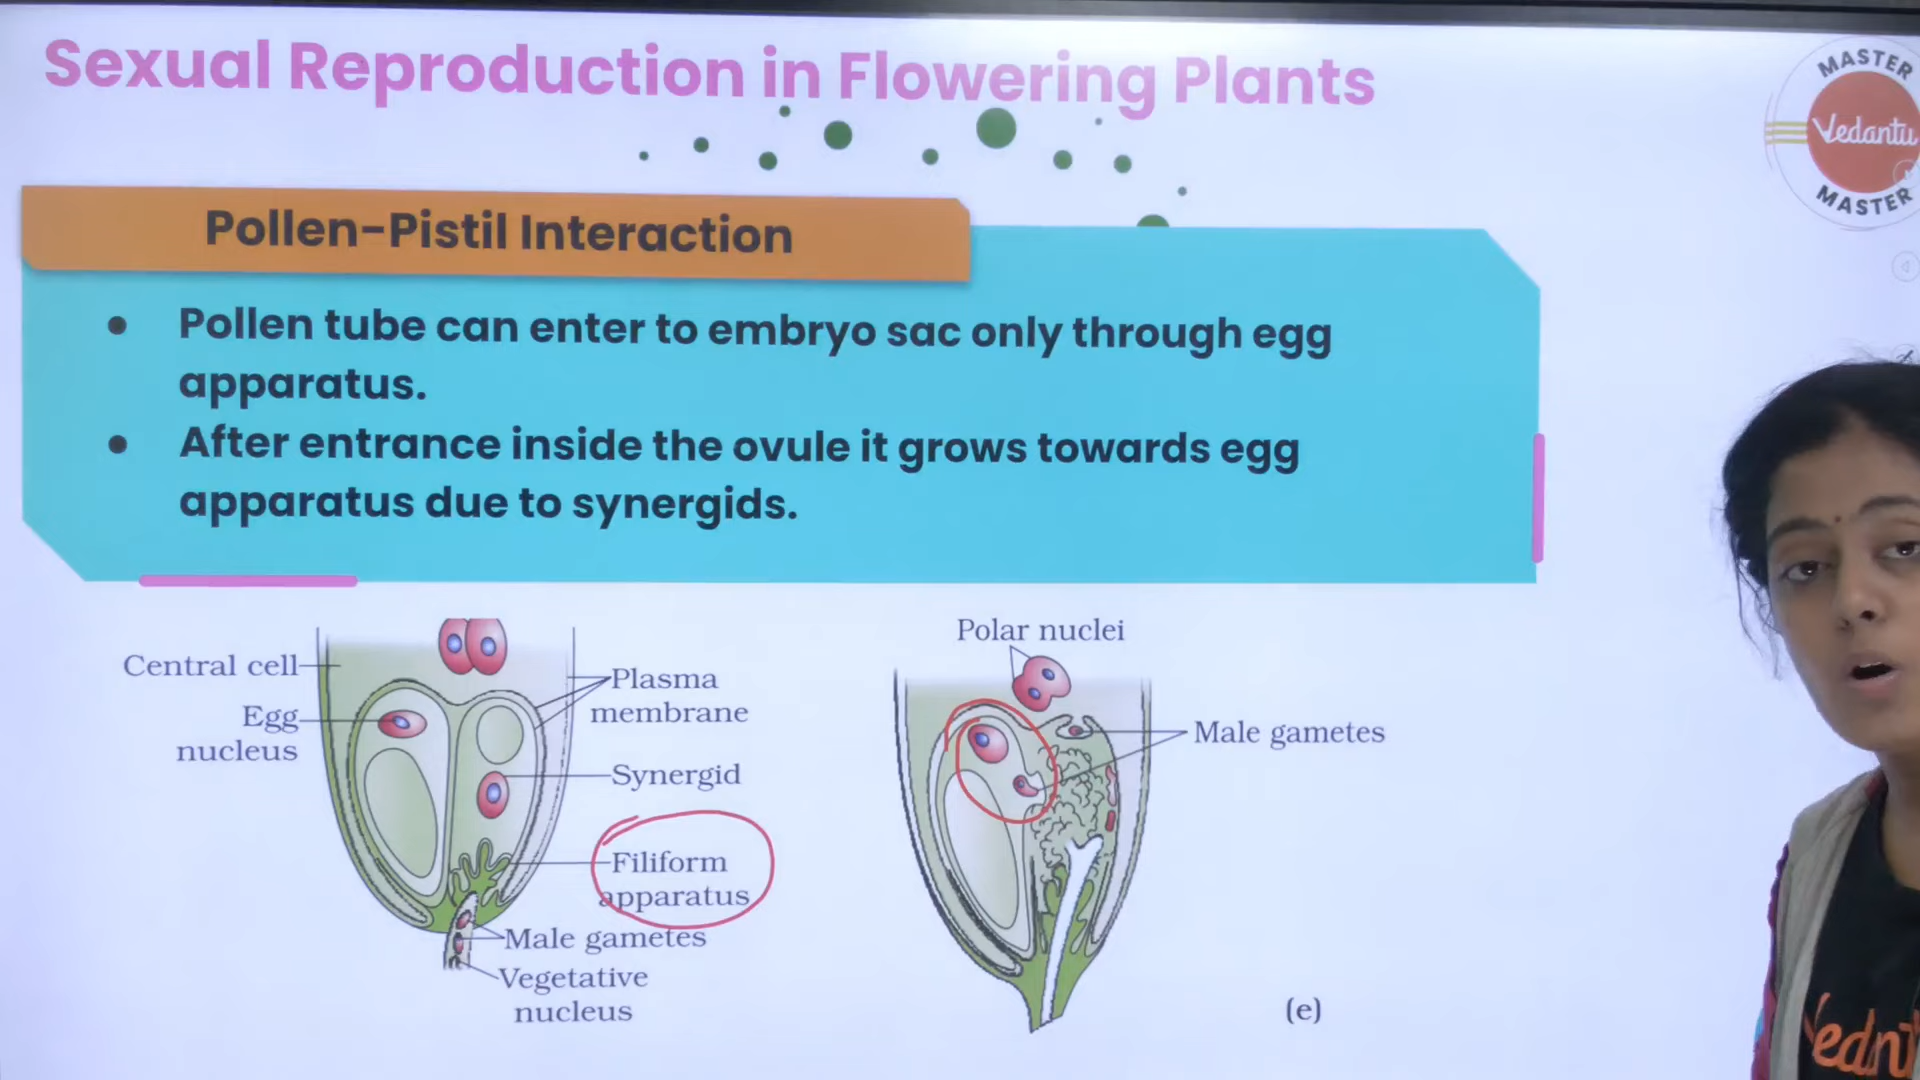 Sexual Reproduction in Flowering Plants
MASTER
Vedantu
MASTER
Pollen-Pistil Interaction
• Pollen tube can enter to embryo sac only through egg
apparatus.
• After entrance inside the ovule it grows towards egg
apparatus due to synergids.
Central cell
Egg
nucleus
Plasma
membrane
Synergid
Filiform
apparatus
Male gametes
Vegetative
nucleus
Polar nuclei
Male gametes
(e)